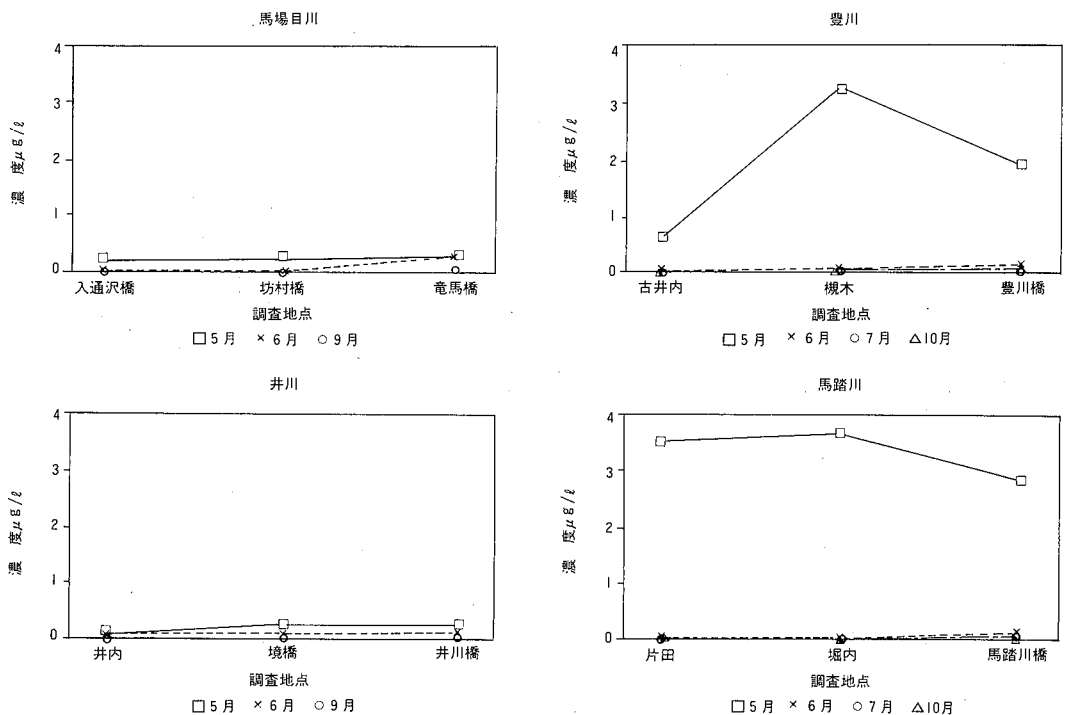 馬場目川
4
3
2
1
0
濃 度μg/ℓ
入通沢橋 坊村橋 竜馬橋
調査地点
□5月 ×6月 ○9月
豊川
4
3
2
1
0
濃 度μg/ℓ
古井内 槻木 豊川橋
調査地点
□5月 ×6月 ○7月 △10月
井川
4
3
2
1
0
濃 度μg/ℓ
井内 境橋 井川橋
調査地点
□5月 ×6月 ○9月
馬踏川
4
3
2
1
0
濃 度μg/ℓ
片田 堀内 馬踏川橋
調査地点
□5月 ×6月 ○7月 △10月